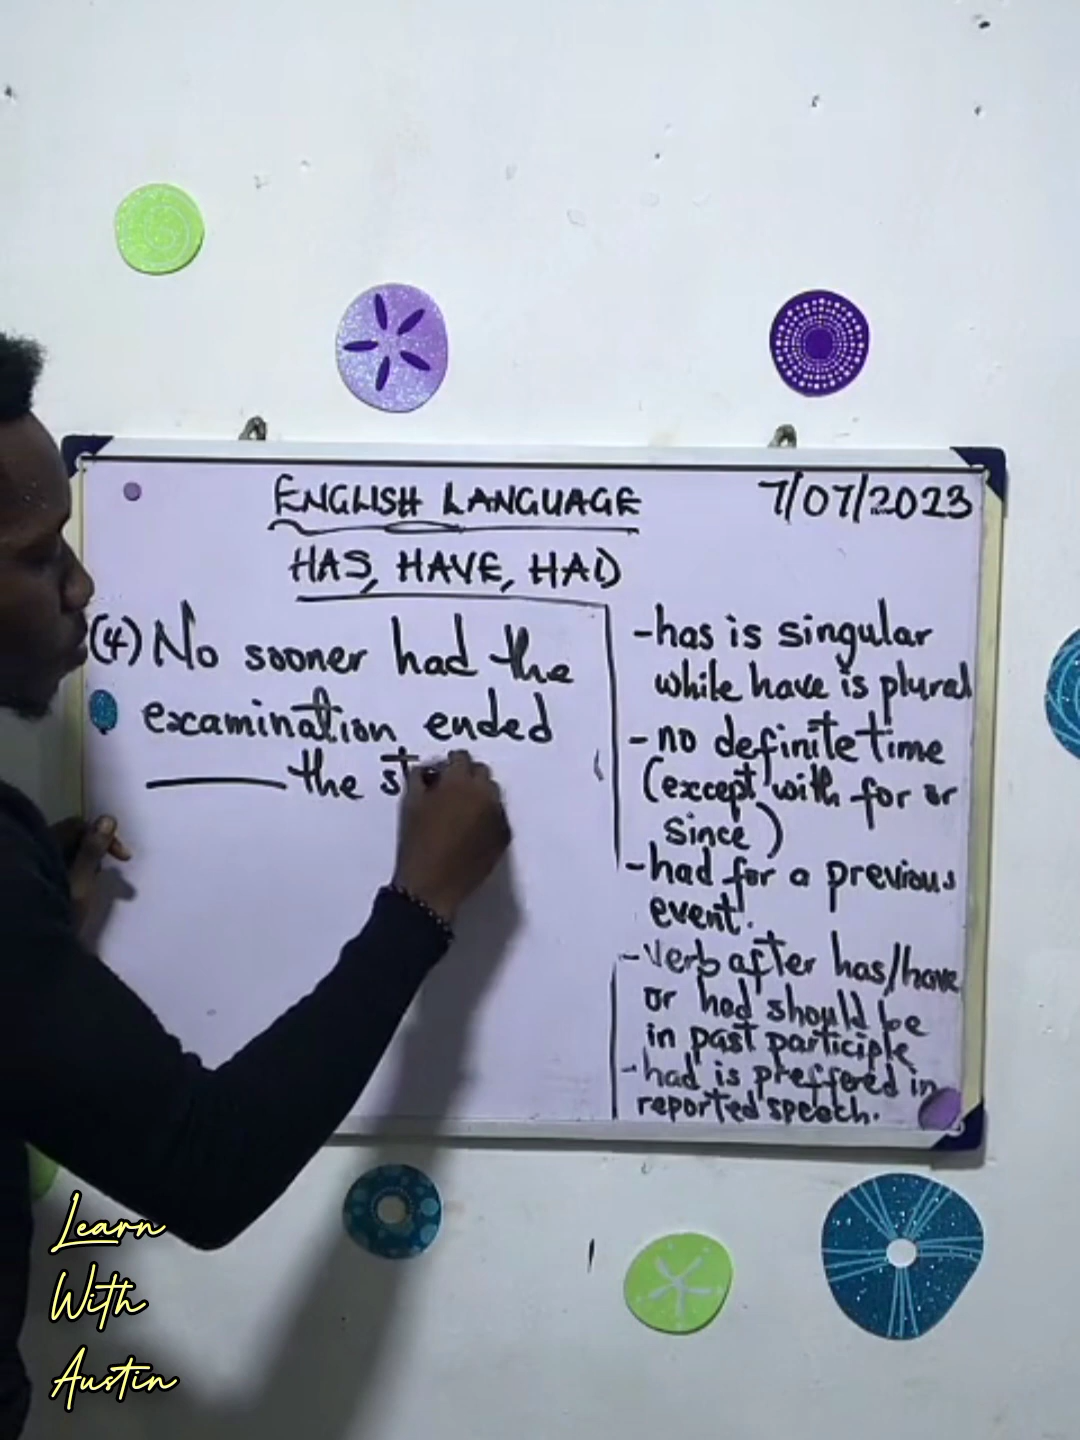 ENGLISH LANGUAGE
7/07/2023
HAS, HAVE, HAD
(4) No sooner had the
examination ended
the st
-has is singular
while have is plural
-no definite time
(except with for or
since)
-had for a previous
event.
-Verb after has/have
or had should be
in past participle
-had is preffered in
reported speech.
Learn
With
Austin